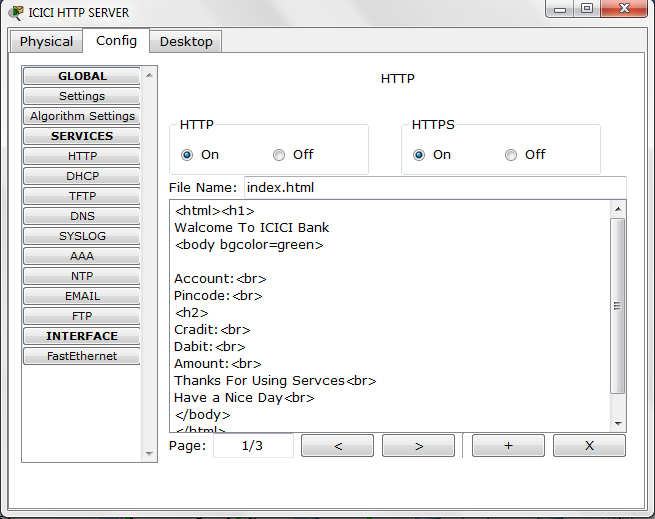 ICICI HTTP SERVER
Physical Config Desktop
GLOBAL
Settings
Algorithm Settings
SERVICES
HTTP
DHCP
TFTP
DNS
SYSLOG
AAA
NTP
EMAIL
FTP
INTERFACE
FastEthernet
HTTP
HTTP
On Off
HTTPS
On Off
File Name: index.html
<html><h1>
Walcome To ICICI Bank
<body bgcolor=green>
Account:<br>
Pincode:<br>
<h2>
Cradit:<br>
Dabit:<br>
Amount:<br>
Thanks For Using Servces<br>
Have a Nice Day<br>
</body>
</html>
Page: 1/3 < > + X